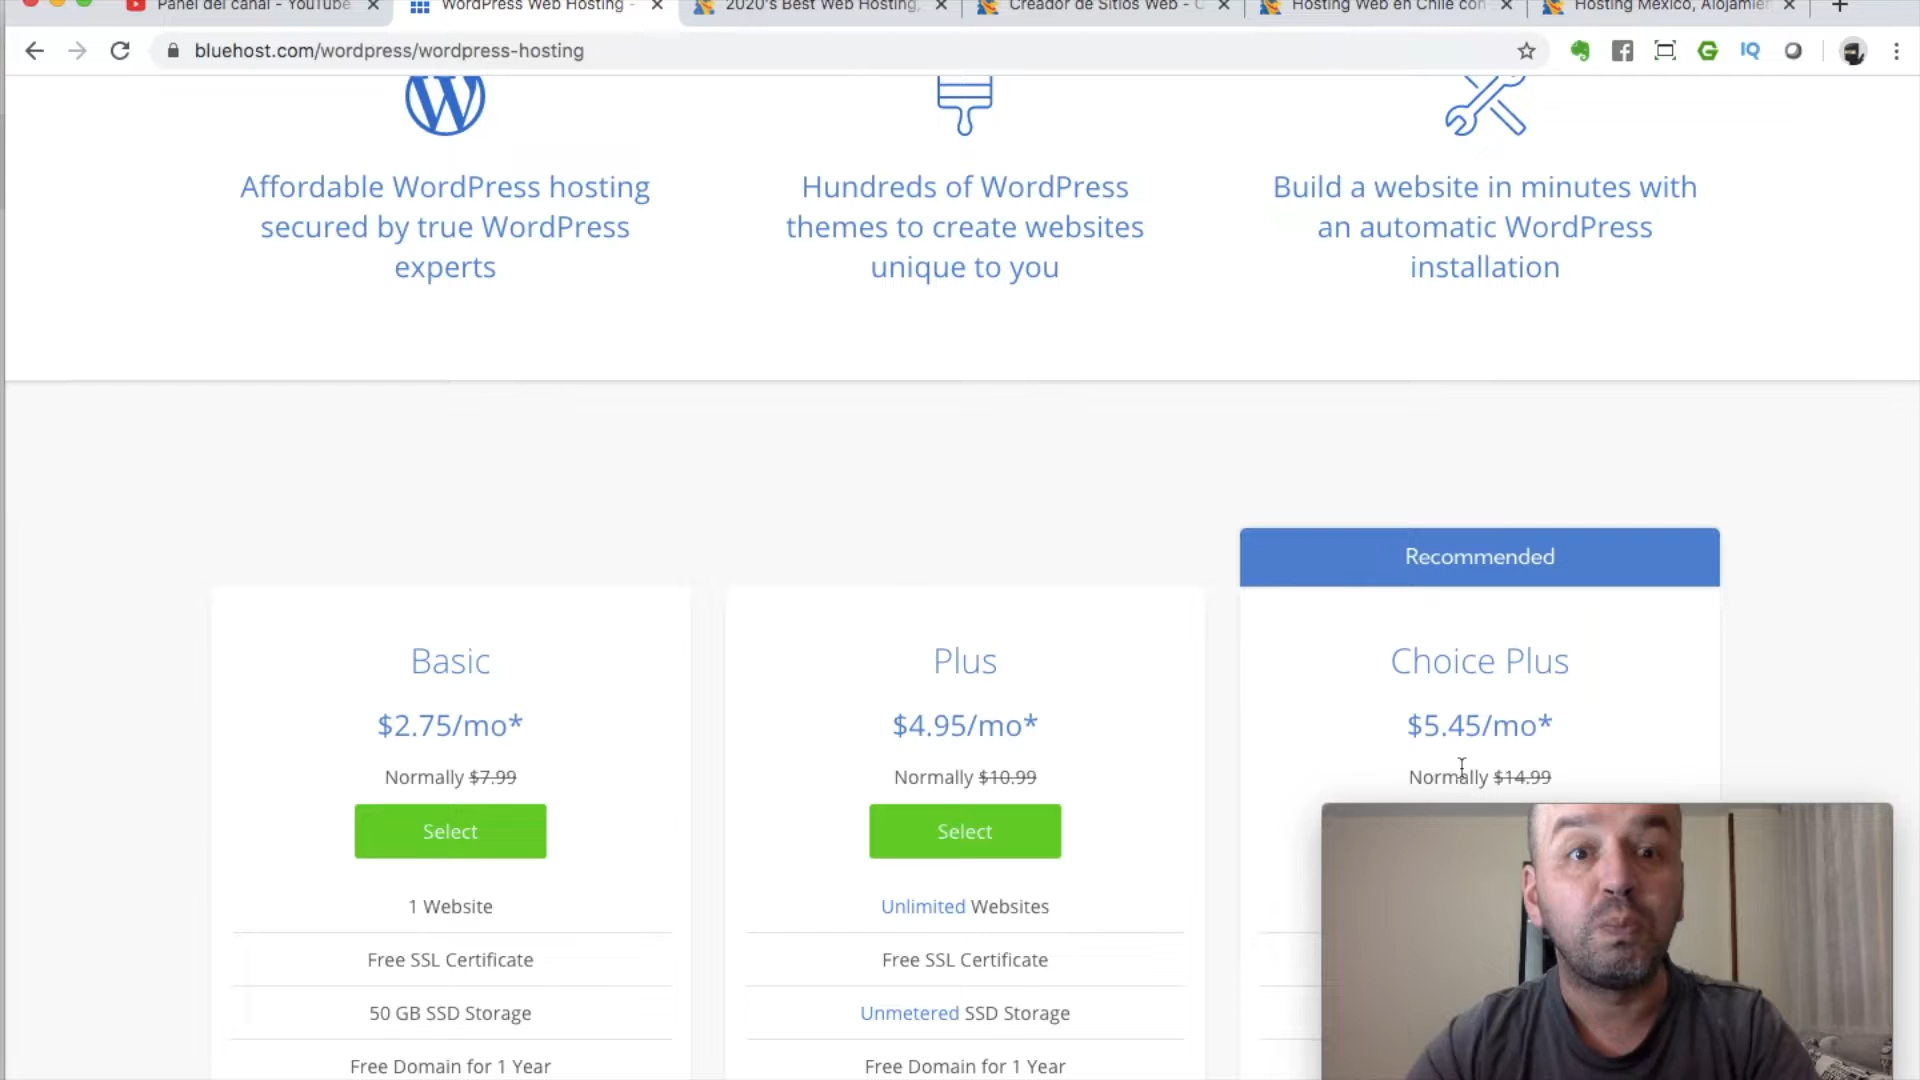 Panel del canal - YouTube
WordPress Web Hosting -
2020's Best Web Hosting,
Creador de Sitios Web - C
Hosting Web en Chile con
Hosting México, Alojamien
bluehost.com/wordpress/wordpress-hosting
IQ
Affordable WordPress hosting
secured by true WordPress
experts
Hundreds of WordPress
themes to create websites
unique to you
Build a website in minutes with
an automatic WordPress
installation
Recommended
Basic
$2.75/mo*
Normally $7.99
Select
1 Website
Free SSL Certificate
50 GB SSD Storage
Free Domain for 1 Year
Plus
$4.95/mo*
Normally $10.99
Select
Unlimited Websites
Free SSL Certificate
Unmetered SSD Storage
Free Domain for 1 Year
Choice Plus
$5.45/mo*
Normally $14.99